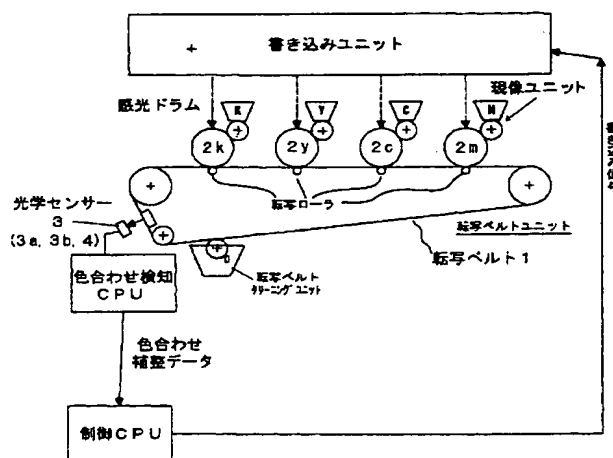 書き込みユニット
感光ドラム
現像ユニット
K
Y
C
M
2k
2y
2c
2m
転写ローラ
光学センサー
3
(3a, 3b, 4)
転写ベルトユニット
転写ベルト1
転写ベルト
クリーニングユニット
色合わせ検知
CPU
色合わせ
補整データ
制御CPU